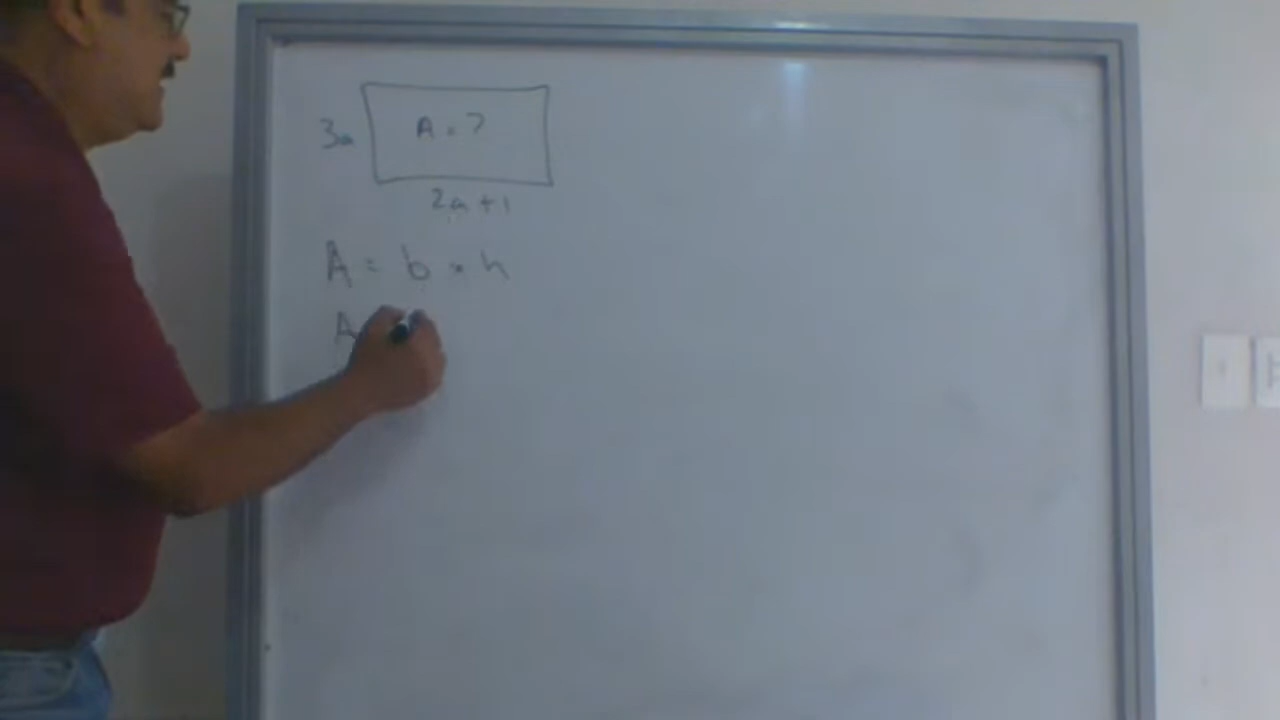 A = ?
3a
2a + 1
A = b × h
A